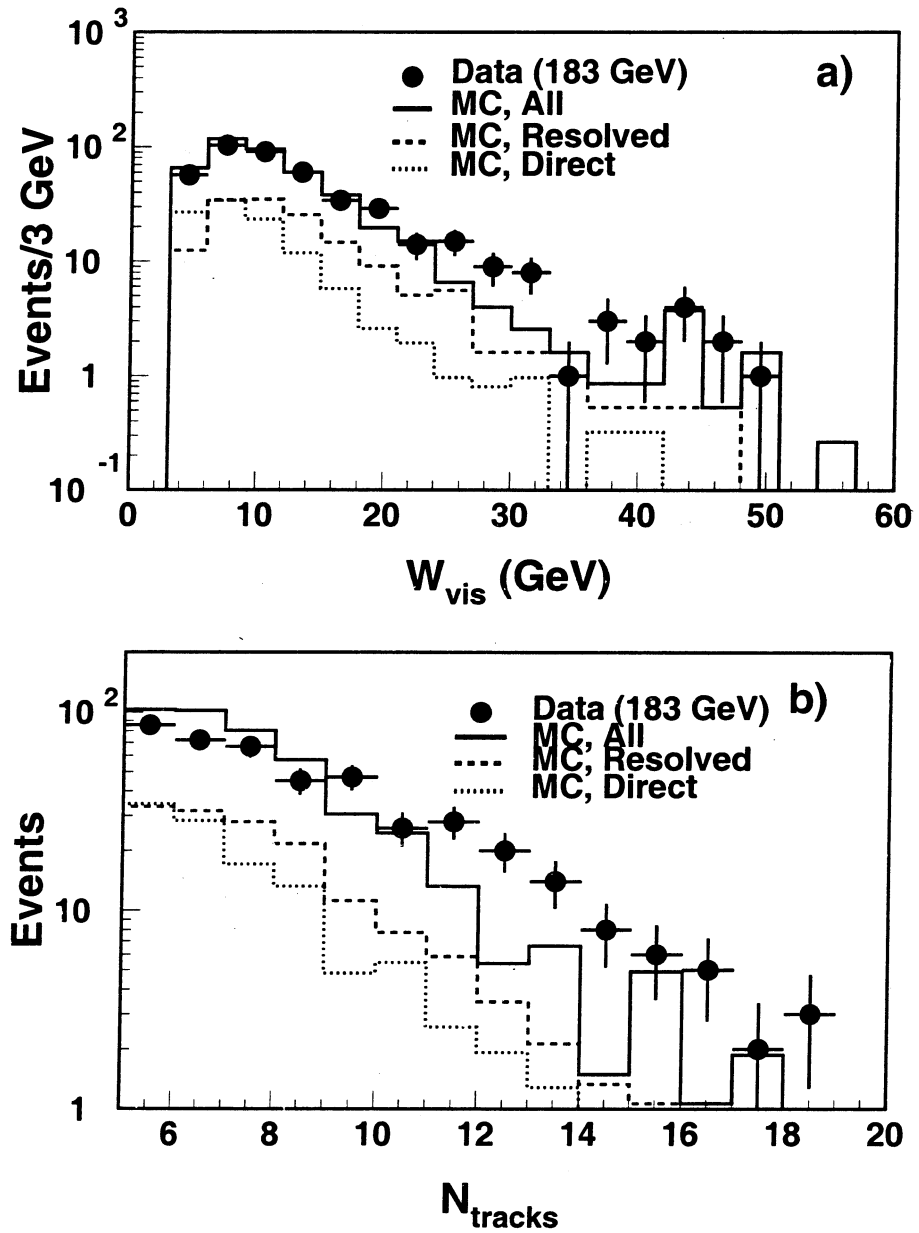 10 3
Data (183 GeV)
a)
MC, All
MC, Resolved
MC, Direct
10 2
10
1
10 -1
Events/3 GeV
0 10 20 30 40 50 60
Wvis (GeV)
10 2
Data (183 GeV)
b)
MC, All
MC, Resolved
MC, Direct
10
1
Events
6 8 10 12 14 16 18 20
Ntracks